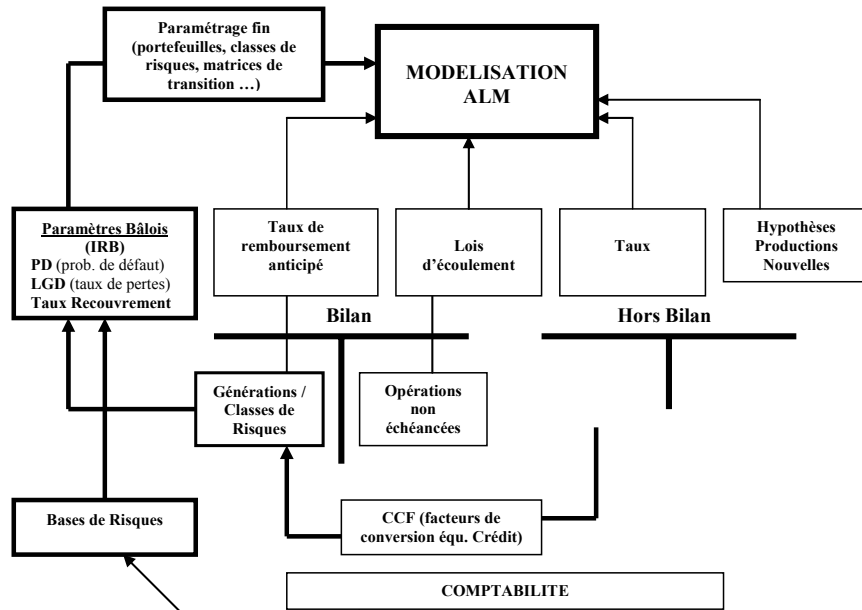 Paramétrage fin
(portefeuilles, classes de
risques, matrices de
transition …)
MODELISATION
ALM
Paramètres Bâlois
(IRB)
PD (prob. de défaut)
LGD (taux de pertes)
Taux Recouvrement
Taux de
remboursement
anticipé
Lois
d'écoulement
Taux
Hypothèses
Productions
Nouvelles
Bilan
Hors Bilan
Générations /
Classes de
Risques
Opérations
non
échéancées
Bases de Risques
CCF (facteurs de
conversion équ. Crédit)
COMPTABILITE